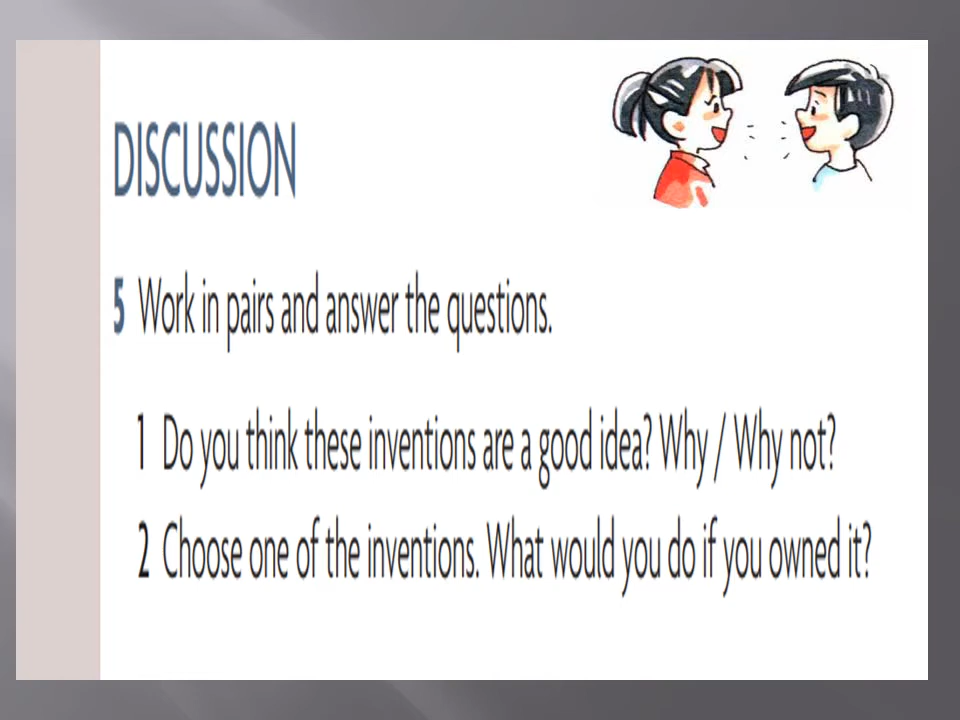 DISCUSSION
5 Work in pairs and answer the questions.
1 Do you think these inventions are a good idea? Why / Why not?
2 Choose one of the inventions. What would you do if you owned it?